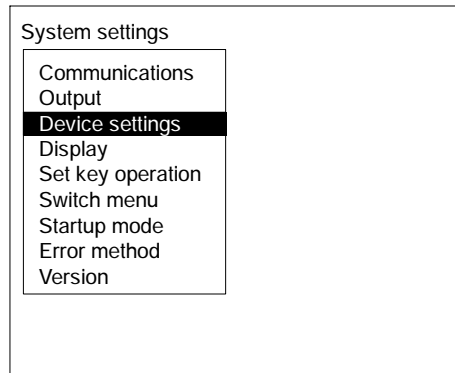 System settings
Communications
Output
Device settings
Display
Set key operation
Switch menu
Startup mode
Error method
Version